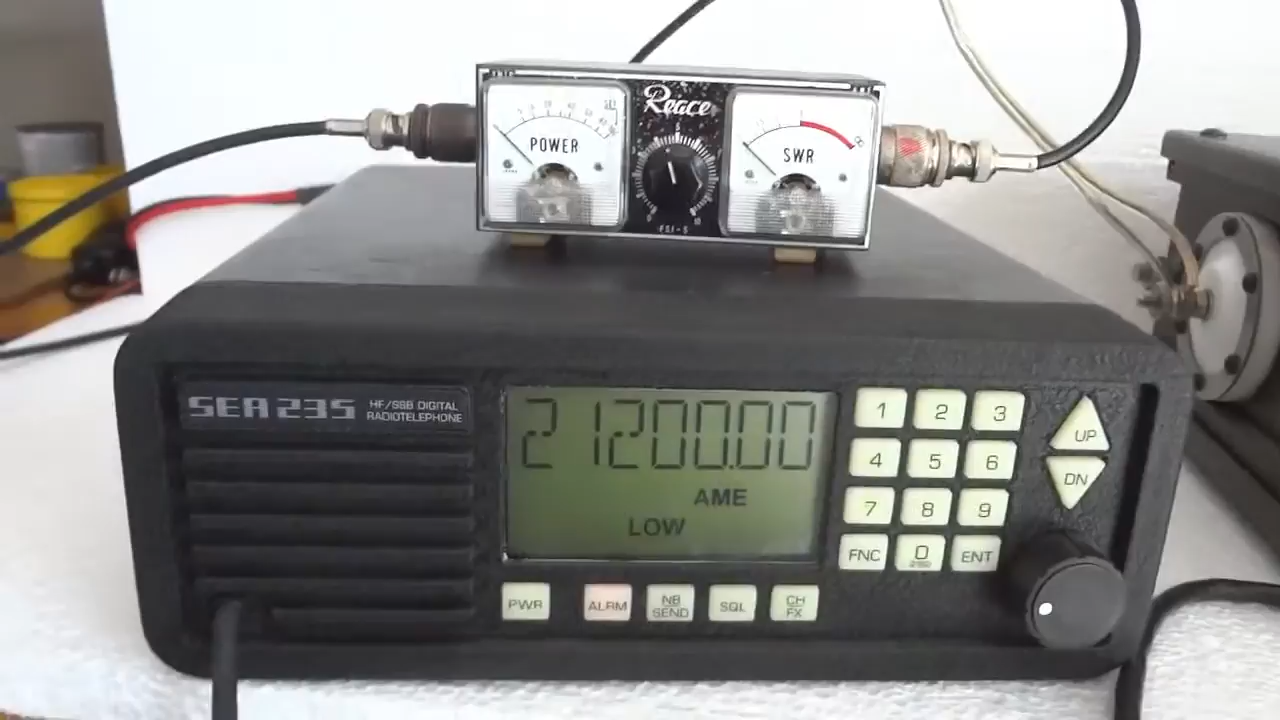 Reace
POWER
SWR
SEA 235
HF/SSB DIGITAL
RADIOTELEPHONE
21200.00
AME
LOW
1 2 3
4 5 6
7 8 9
FNC 0 ENT
UP
DN
PWR
ALRM
NB
SEND
SQL
CH
FX